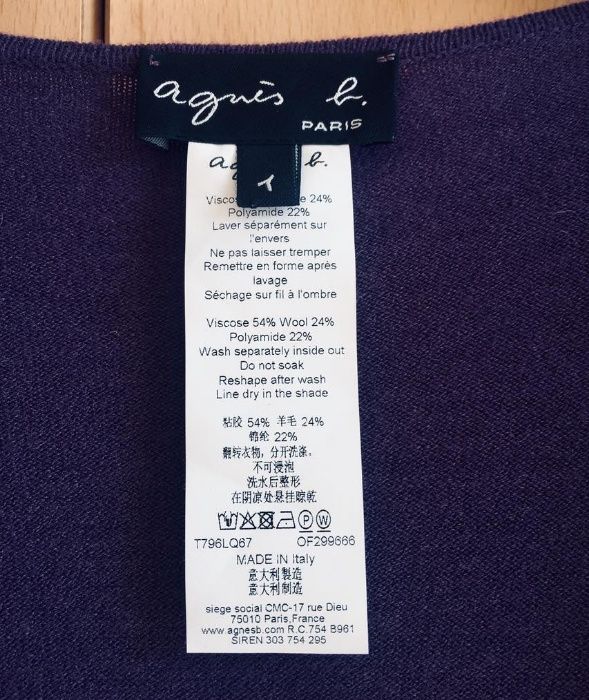 agnès b.
PARIS
ag b.
1
Viscos e 24%
Polyamide 22%
Laver séparément sur
l'envers
Ne pas laisser tremper
Remettre en forme après
lavage
Séchage sur fil à l'ombre
Viscose 54% Wool 24%
Polyamide 22%
Wash separately inside out
Do not soak
Reshape after wash
Line dry in the shade
粘胶 54% 羊毛 24%
锦纶 22%
翻转衣物，分开洗涤。
不可浸泡
洗水后整形
在阴凉处悬挂晾乾
P W
T796LQ67 OF299666
MADE IN Italy
意大利製造
意大利制造
siege social CMC-17 rue Dieu
75010 Paris,France
www.agnesb.com R.C.754 B961
SIREN 303 754 295